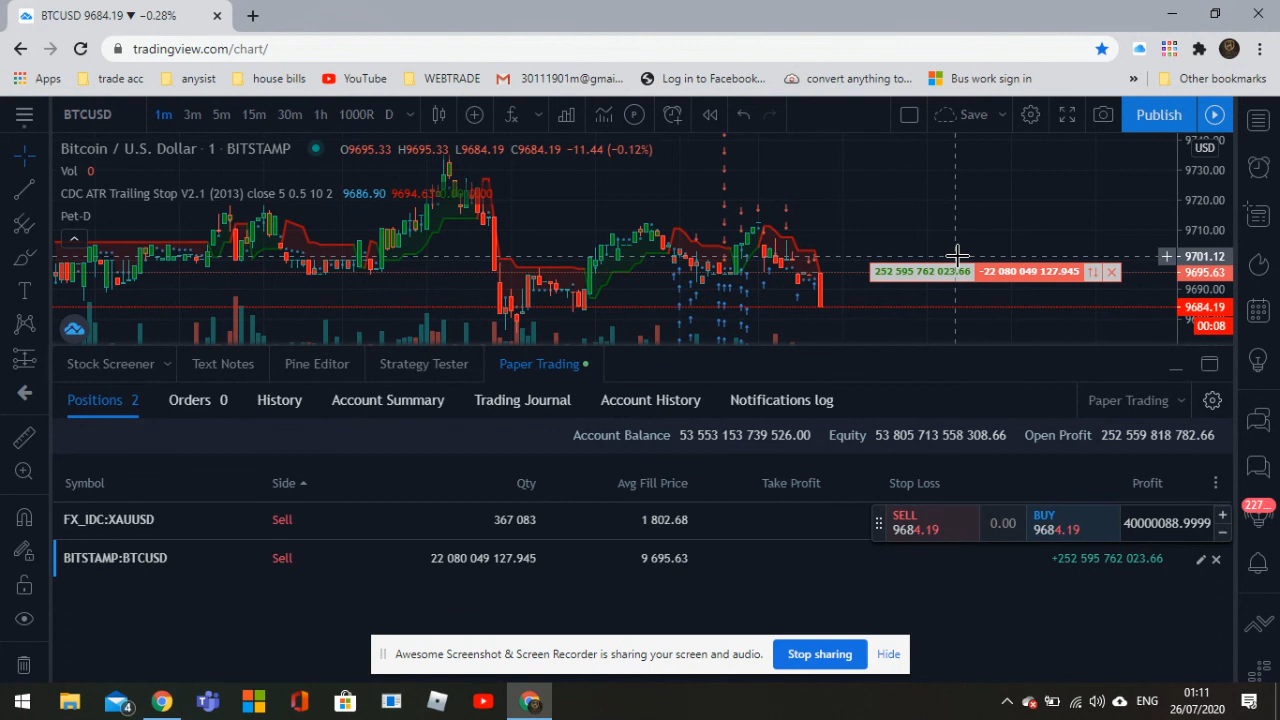 BTCUSD 9684.19 ▼ −0.28%
tradingview.com/chart/
Apps trade acc anysist house bills YouTube WEBTRADE 30111901m@gmai... Log in to Facebook... convert anything to... Bus work sign in » Other bookmarks
BTCUSD 1m 3m 5m 15m 30m 1h 1000R D Save Publish
Bitcoin / U.S. Dollar · 1 · BITSTAMP O9695.33 H9695.33 L9684.19 C9684.19 −11.44 (−0.12%)
USD
Vol 0
9730.00
CDC ATR Trailing Stop V2.1 (2013) close 5 0.5 10 2 9686.90 9694.63
9720.00
Pet-D
9710.00
9701.12
252 595 762 023.66 -22 080 049 127.945 9695.63
9690.00
9684.19
00:08
Stock Screener Text Notes Pine Editor Strategy Tester Paper Trading
Positions 2 Orders 0 History Account Summary Trading Journal Account History Notifications log Paper Trading
Account Balance 53 553 153 739 526.00 Equity 53 805 713 558 308.66 Open Profit 252 559 818 782.66
Symbol Side Qty Avg Fill Price Take Profit Stop Loss Profit
FX_IDC:XAUUSD Sell 367 083 1 802.68
SELL 9684.19 0.00 BUY 9684.19 40000088.9999
BITSTAMP:BTCUSD Sell 22 080 049 127.945 9 695.63 +252 595 762 023.66
227...
Awesome Screenshot & Screen Recorder is sharing your screen and audio. Stop sharing Hide
4
ENG
01:11
26/07/2020